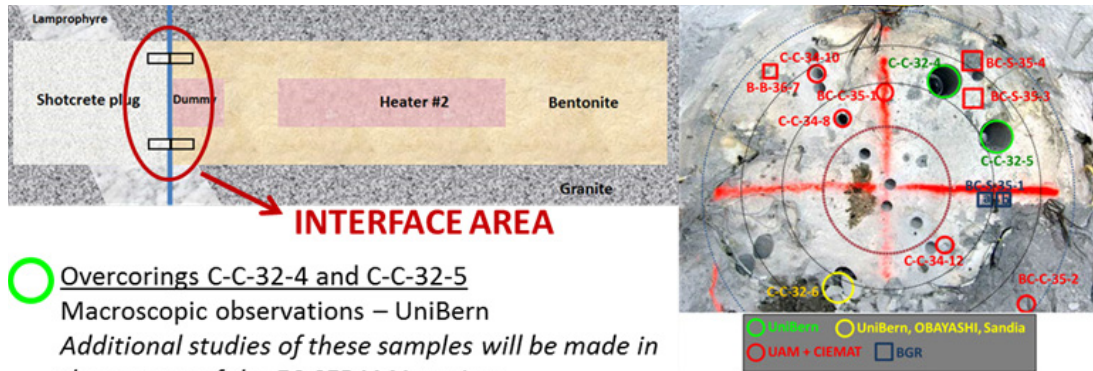 Lamprophyre
Shotcrete plug
Dummy
Heater #2
Bentonite
Granite
INTERFACE AREA
Overcorings C-C-32-4 and C-C-32-5
Macroscopic observations – UniBern
Additional studies of these samples will be made in
C-C-34-10
C-C-32-4
BC-S-35-4
B-B-36-7
BC-C-35-1
BC-S-35-3
C-C-34-8
C-C-32-5
BC-S-35-1
a b
C-C-34-12
BC-C-35-2
C-C-32-6
UniBern
UniBern, OBAYASHI, Sandia
UAM + CIEMAT
BGR